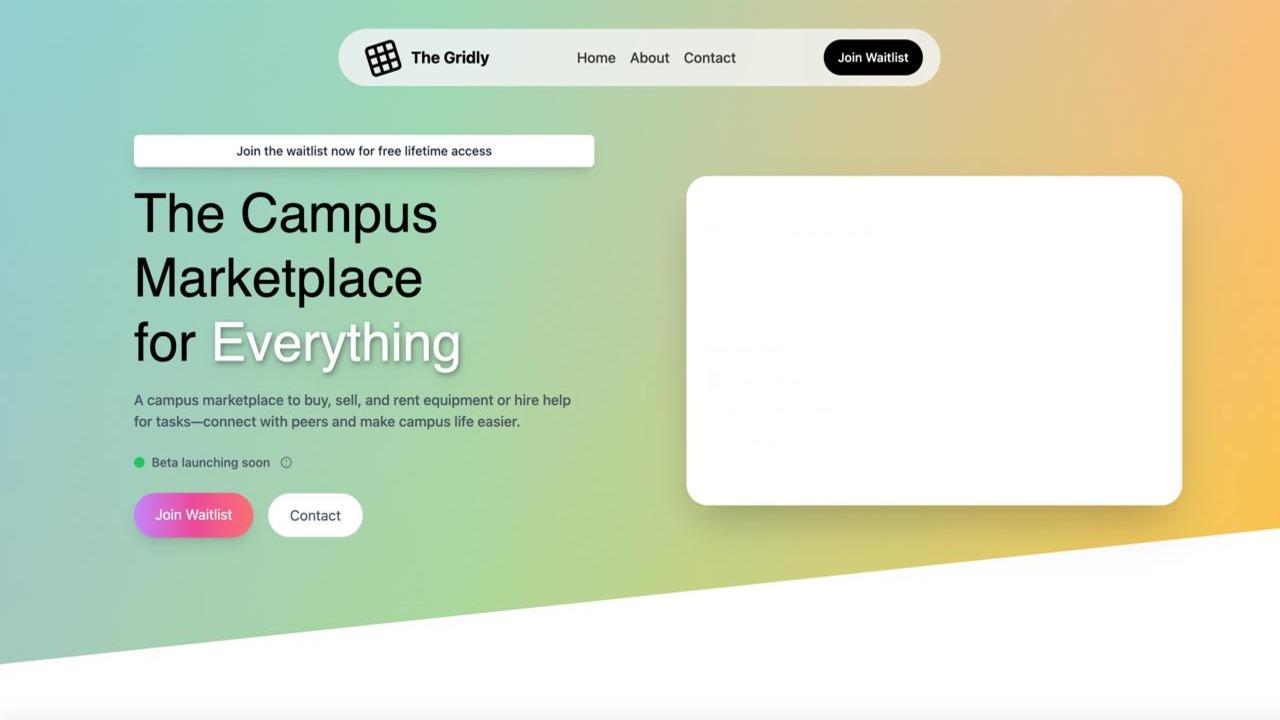 The Gridly
Home About Contact
Join Waitlist
Join the waitlist now for free lifetime access
The Campus
Marketplace
for Everything
A campus marketplace to buy, sell, and rent equipment or hire help
for tasks—connect with peers and make campus life easier.
Beta launching soon
Join Waitlist
Contact